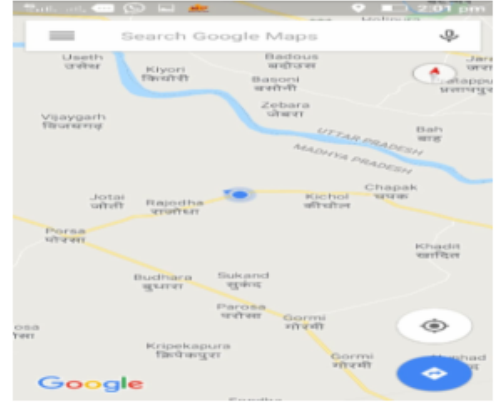 2:01 pm
Search Google Maps
Useth
उसैथ
Kiyori
कियोरी
Badous
बदोउस
Basoni
बासोनी
Zebara
जेबरा
Vijaygarh
विजयगढ़
UTTAR PRADESH
MADHYA PRADESH
Bah
बाह
Jotai
जोती
Rajodha
राजोधा
Kichol
कीचोल
Chapak
चपक
Porsa
पोरसा
Khadit
खादित
Budhara
बुधारा
Sukand
सुकंद
Parosa
परोसा
Gormi
गोरमी
Kripekapura
क्रिपेकपुरा
Gormi
गोरमी
Google